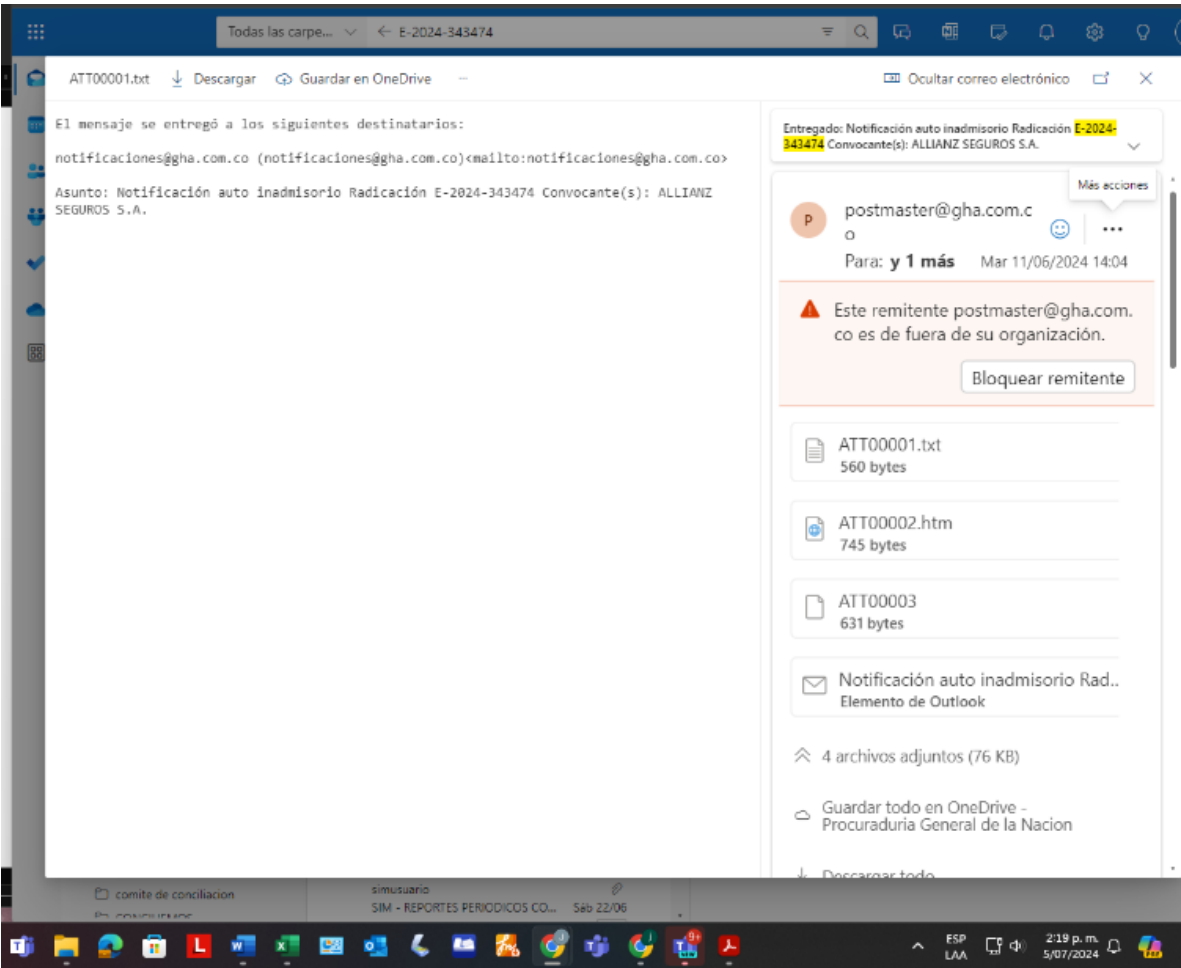 Todas las carpe...
E-2024-343474
ATT00001.txt
Descargar
Guardar en OneDrive
Ocultar correo electrónico
El mensaje se entregó a los siguientes destinatarios:
notificaciones@gha.com.co (notificaciones@gha.com.co)<mailto:notificaciones@gha.com.co>
Asunto: Notificación auto inadmisorio Radicación E-2024-343474 Convocante(s): ALLIANZ
SEGUROS S.A.
Entregado: Notificación auto inadmisorio Radicación E-2024-
343474 Convocante(s): ALLIANZ SEGUROS S.A.
Más acciones
P
postmaster@gha.com.c
o
Para: y 1 más
Mar 11/06/2024 14:04
Este remitente postmaster@gha.com.
co es de fuera de su organización.
Bloquear remitente
ATT00001.txt
560 bytes
ATT00002.htm
745 bytes
ATT00003
631 bytes
Notificación auto inadmisorio Rad..
Elemento de Outlook
4 archivos adjuntos (76 KB)
Guardar todo en OneDrive -
Procuraduria General de la Nacion
Descargar todo
comite de conciliacion
simusuario
SIM - REPORTES PERIODICOS CO...
Sáb 22/06
ESP
LAA
2:19 p. m.
5/07/2024